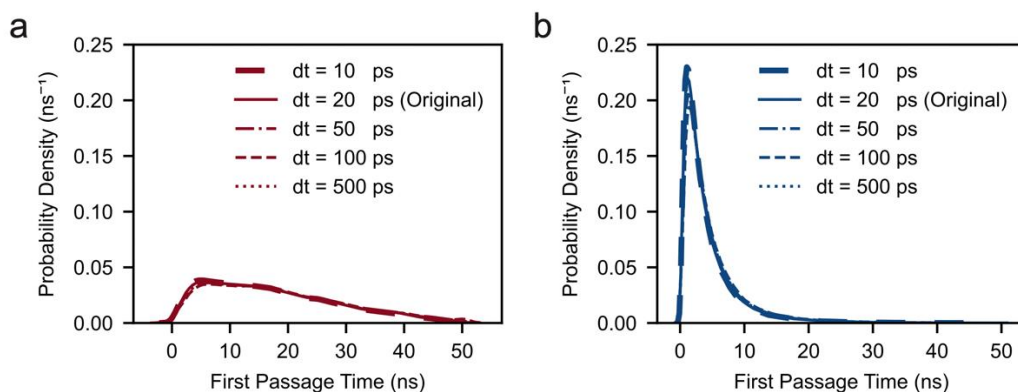 a
Probability Density (ns⁻¹)
0.25
0.20
0.15
0.10
0.05
0.00
dt = 10 ps
dt = 20 ps (Original)
dt = 50 ps
dt = 100 ps
dt = 500 ps
0 10 20 30 40 50
First Passage Time (ns)
b
Probability Density (ns⁻¹)
0.25
0.20
0.15
0.10
0.05
0.00
dt = 10 ps
dt = 20 ps (Original)
dt = 50 ps
dt = 100 ps
dt = 500 ps
0 10 20 30 40 50
First Passage Time (ns)